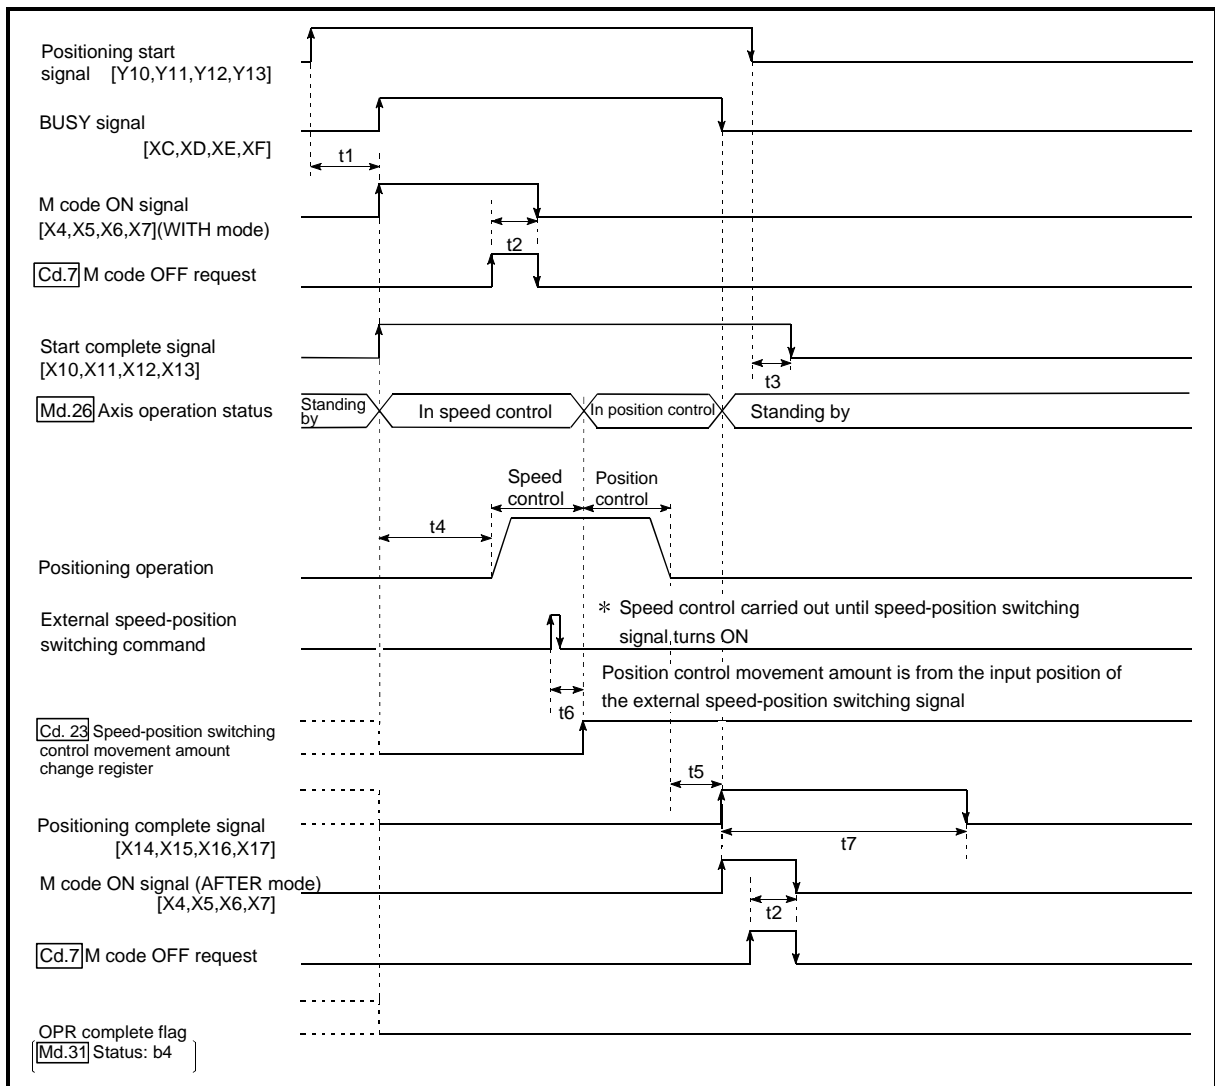 Positioning start
signal [Y10,Y11,Y12,Y13]
BUSY signal
[XC,XD,XE,XF]
t1
M code ON signal
[X4,X5,X6,X7](WITH mode)
t2
Cd.7 M code OFF request
Start complete signal
[X10,X11,X12,X13]
t3
Md.26 Axis operation status
Standing
by
In speed control
In position control
Standing by
Speed
control
Position
control
t4
Positioning operation
External speed-position
switching command
* Speed control carried out until speed-position switching
signal turns ON
Position control movement amount is from the input position of
the external speed-position switching signal
t6
Cd. 23 Speed-position switching
control movement amount
change register
t5
Positioning complete signal
[X14,X15,X16,X17]
t7
M code ON signal (AFTER mode)
[X4,X5,X6,X7]
t2
Cd.7 M code OFF request
OPR complete flag
Md.31 Status: b4